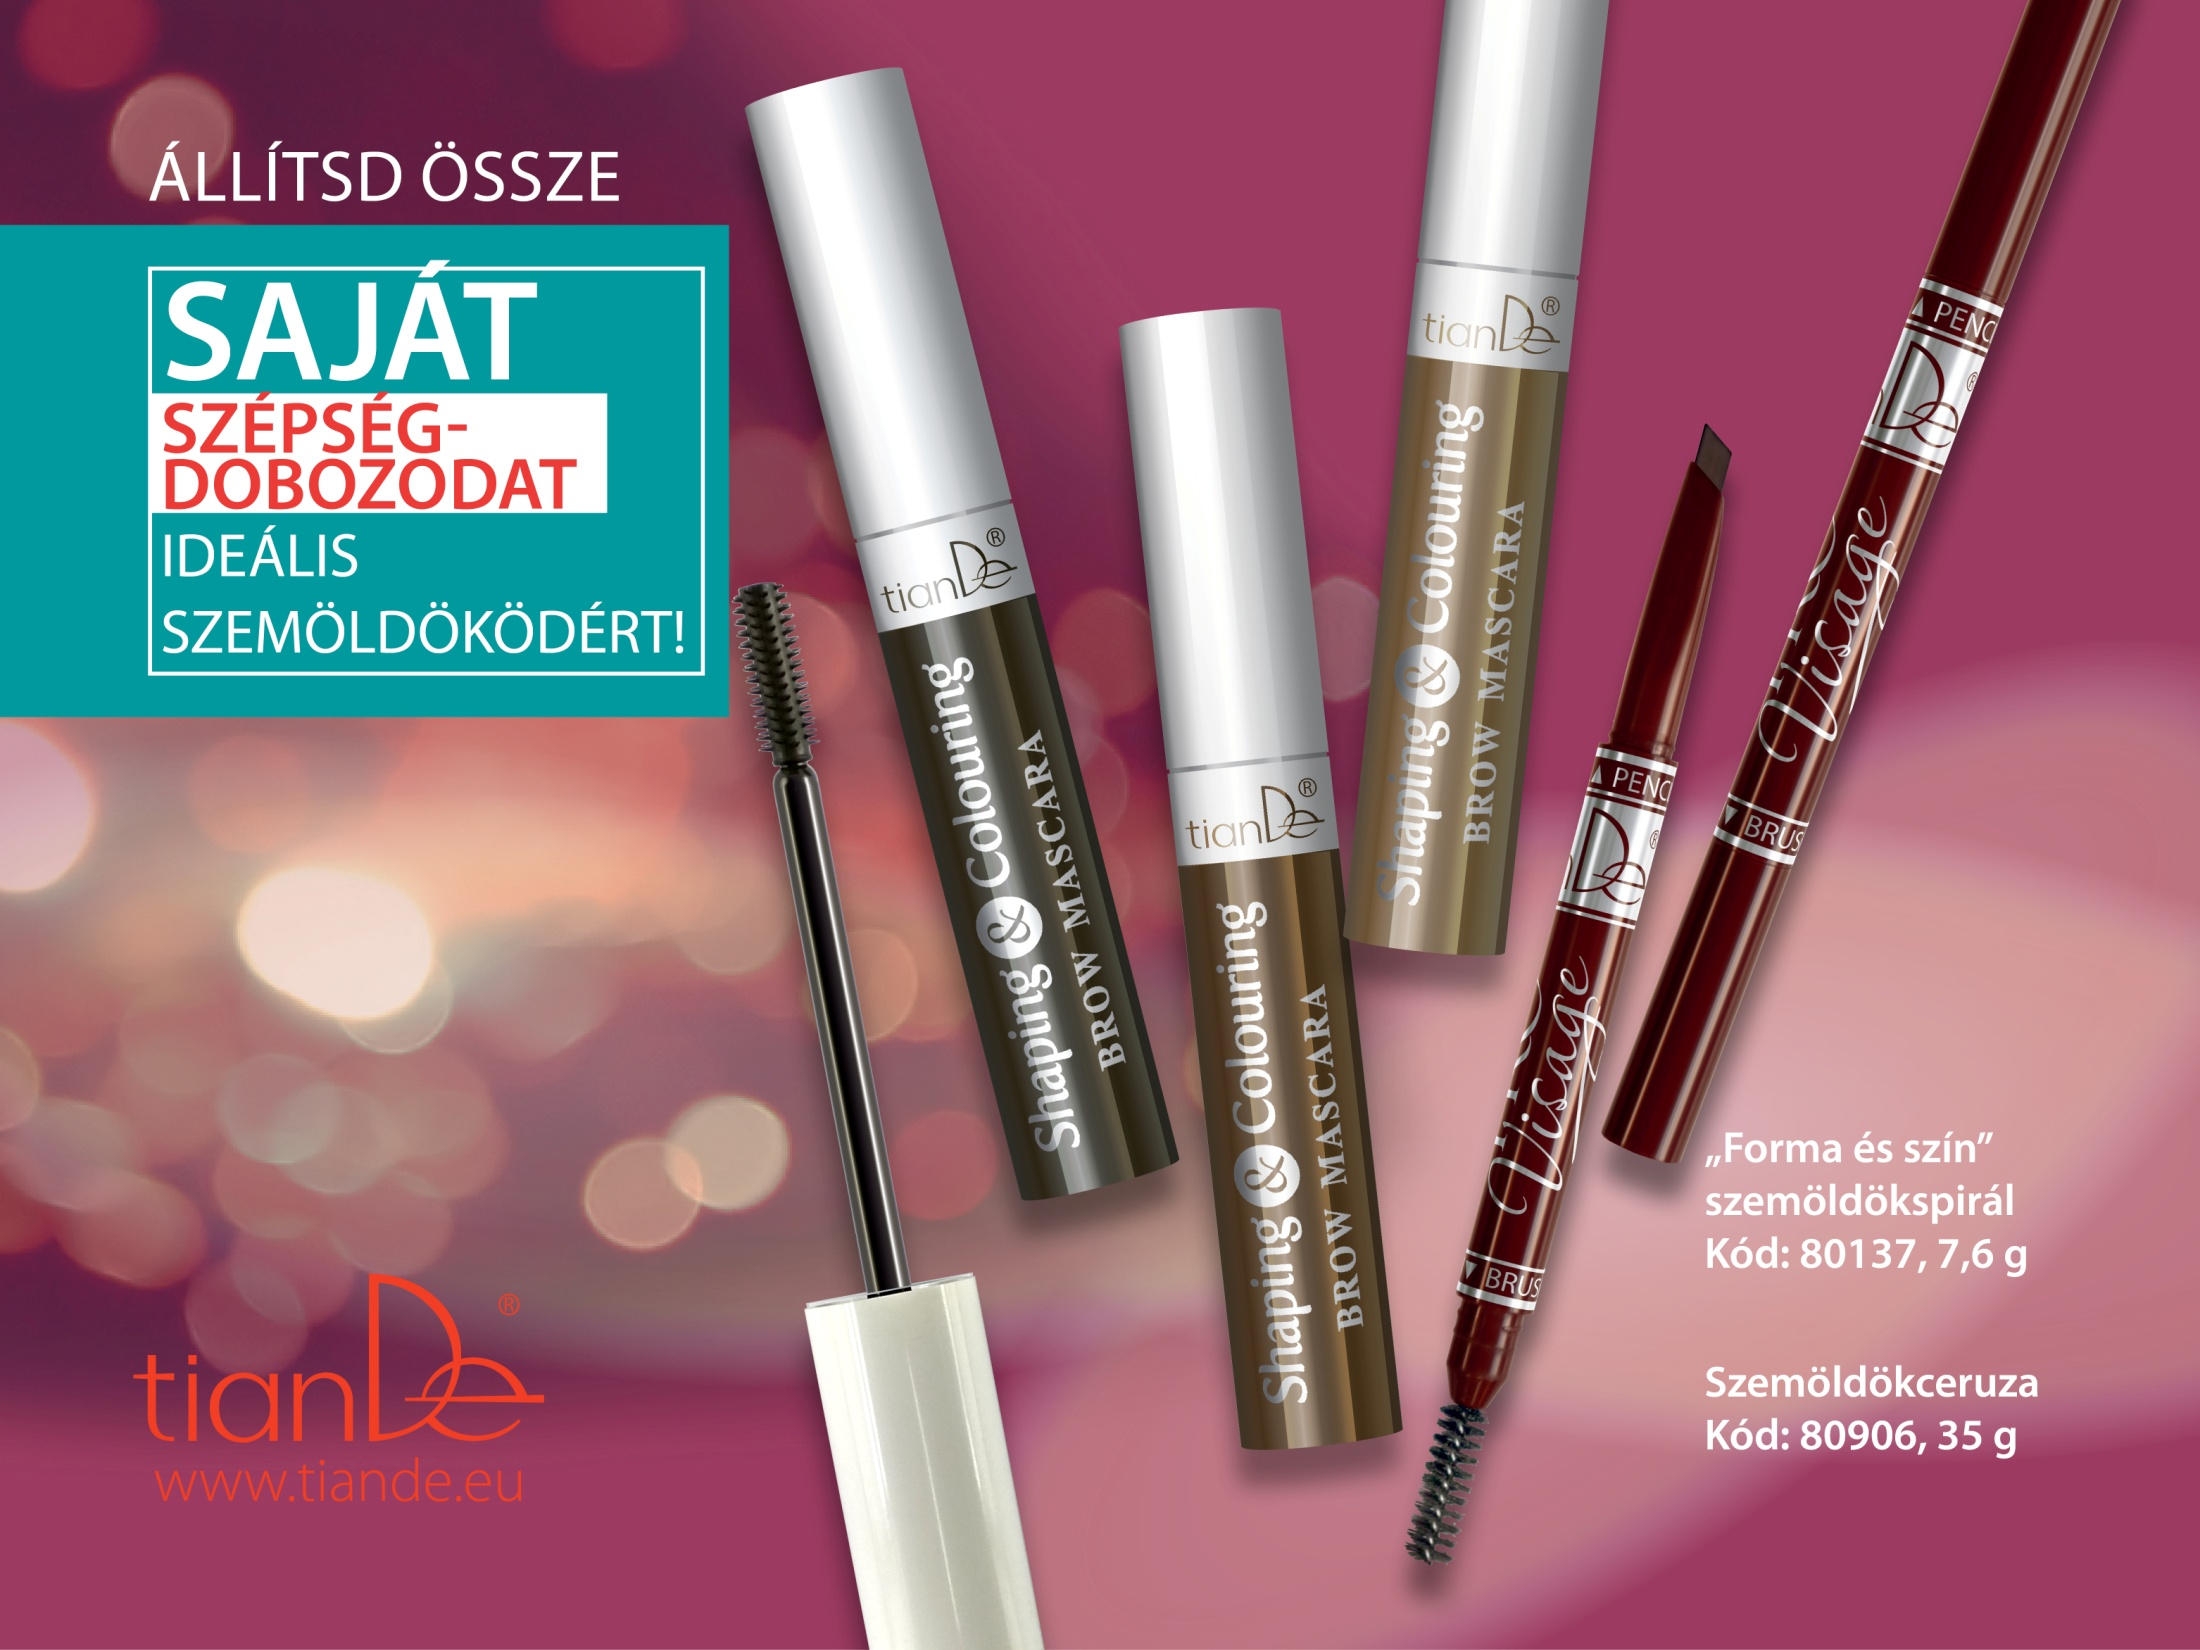 ÁLLÍTSD ÖSSZE
SAJÁT
SZÉPSÉG-
DOBOZODAT
IDEÁLIS
SZEMÖLDÖKÖDÉRT!
tianDe®
Shaping & Colouring
BROW MASCARA
tianDe®
Shaping & Colouring
BROW MASCARA
tianDe®
Shaping & Colouring
BROW MASCARA
▲ PENC
De®
Visage
▼ BRUS
▲ PENC
De®
Visage
▼ BRUS
„Forma és szín”
szemöldökspirál
Kód: 80137, 7,6 g
Szemöldökceruza
Kód: 80906, 35 g
tianDe®
www.tiande.eu